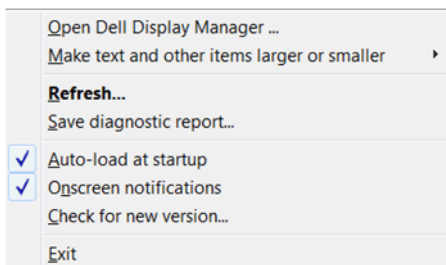 Open Dell Display Manager ...
Make text and other items larger or smaller
Refresh...
Save diagnostic report...
Auto-load at startup
Onscreen notifications
Check for new version...
Exit